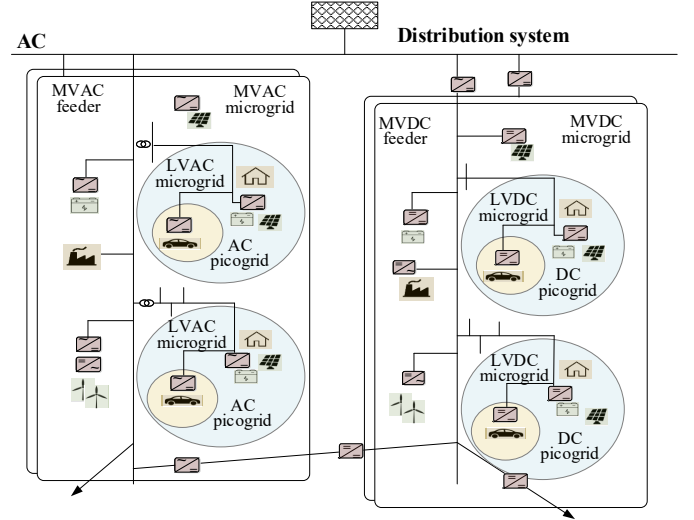 AC
Distribution system
MVAC
feeder
MVAC
microgrid
LVAC
microgrid
AC
picogrid
LVAC
microgrid
AC
picogrid
MVDC
feeder
MVDC
microgrid
LVDC
microgrid
DC
picogrid
LVDC
microgrid
DC
picogrid